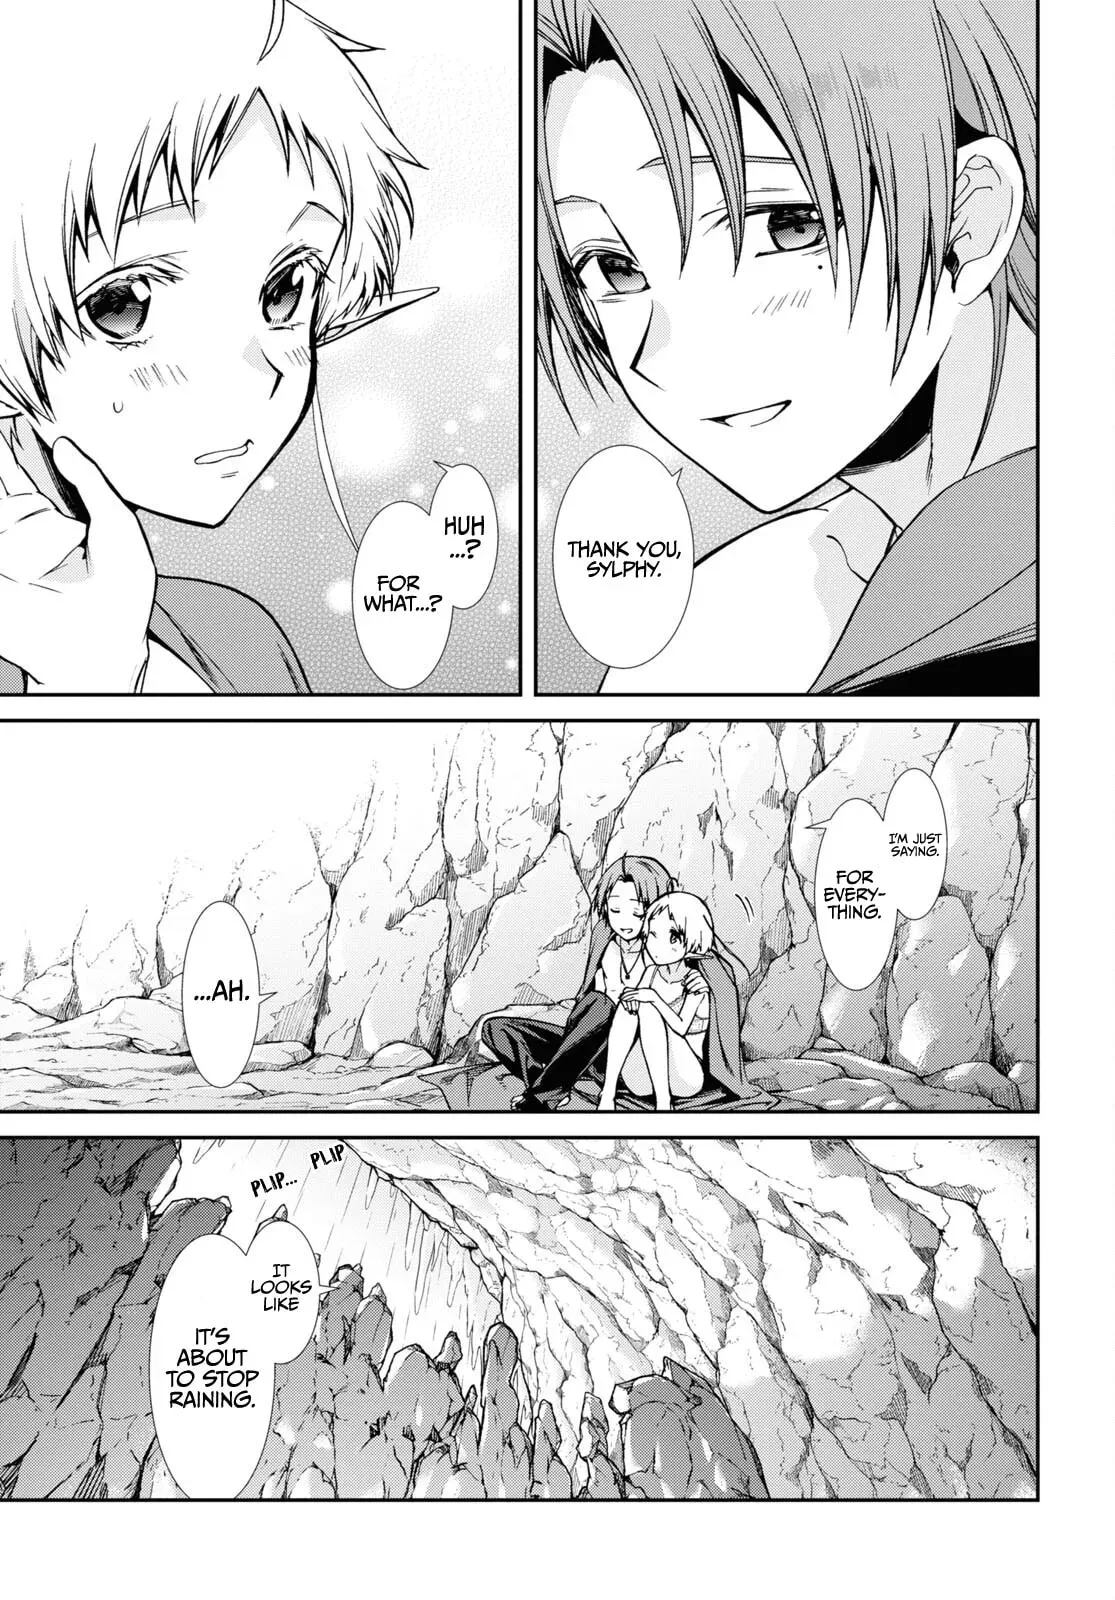 THANK YOU,
SYLPHY.
HUH
...?
FOR
WHAT...?
I'M JUST
SAYING.
FOR
EVERY-
THING.
...AH.
PLIP
PLIP...
IT
LOOKS
LIKE
IT'S
ABOUT
TO STOP
RAINING.